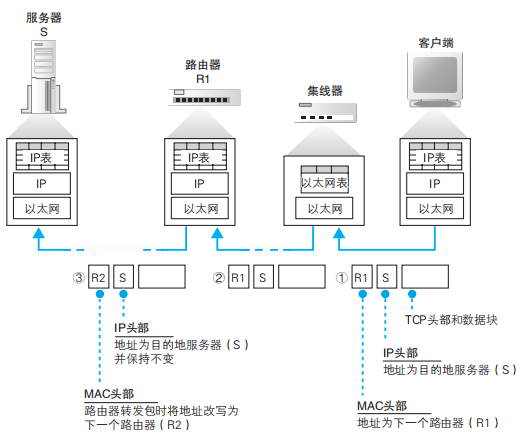 服务器
S
路由器
R1
集线器
客户端
IP表
IP
以太网
IP表
IP
以太网
以太网表
以太网
IP表
IP
以太网
③ R2 S
② R1 S
① R1 S
TCP头部和数据块
IP头部
地址为目的地服务器（S）
并保持不变
IP头部
地址为目的地服务器（S）
MAC头部
路由器转发包时将地址改写为
下一个路由器（R2）
MAC头部
地址为下一个路由器（R1）